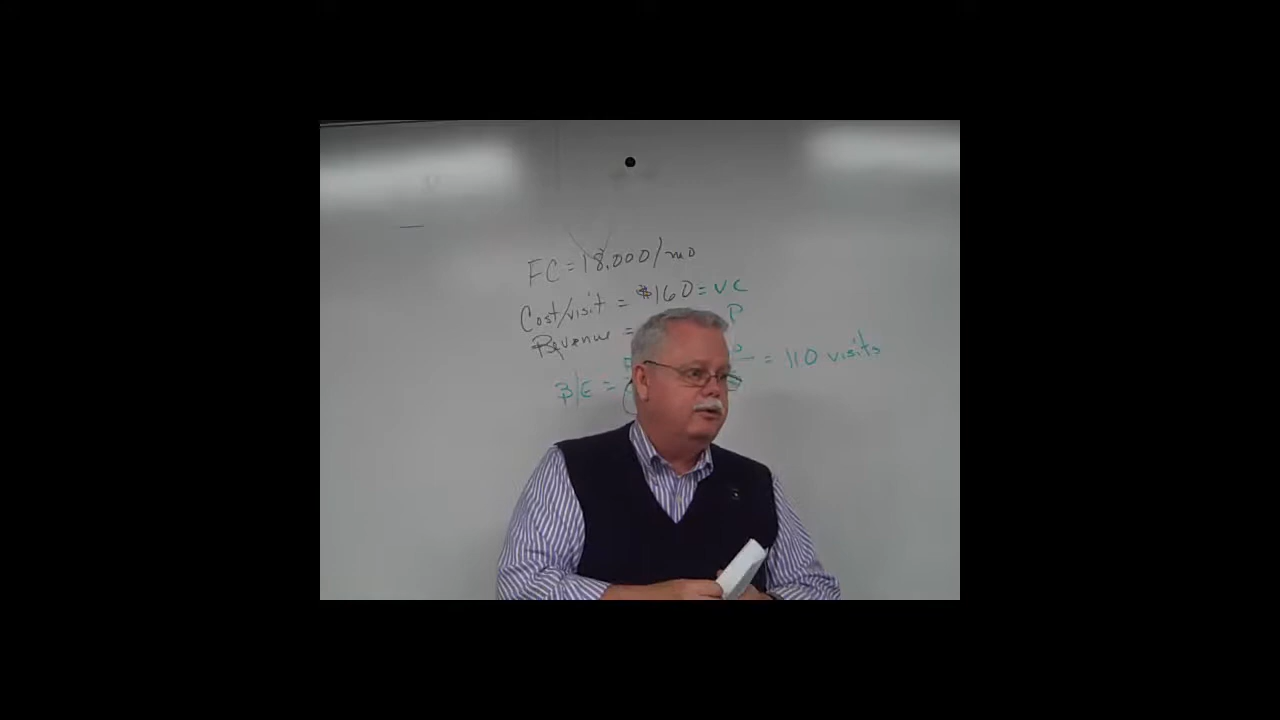 FC = 18,000/mo
Cost/visit = $160 = VC
Revenue = P
B/E = = 110 visits